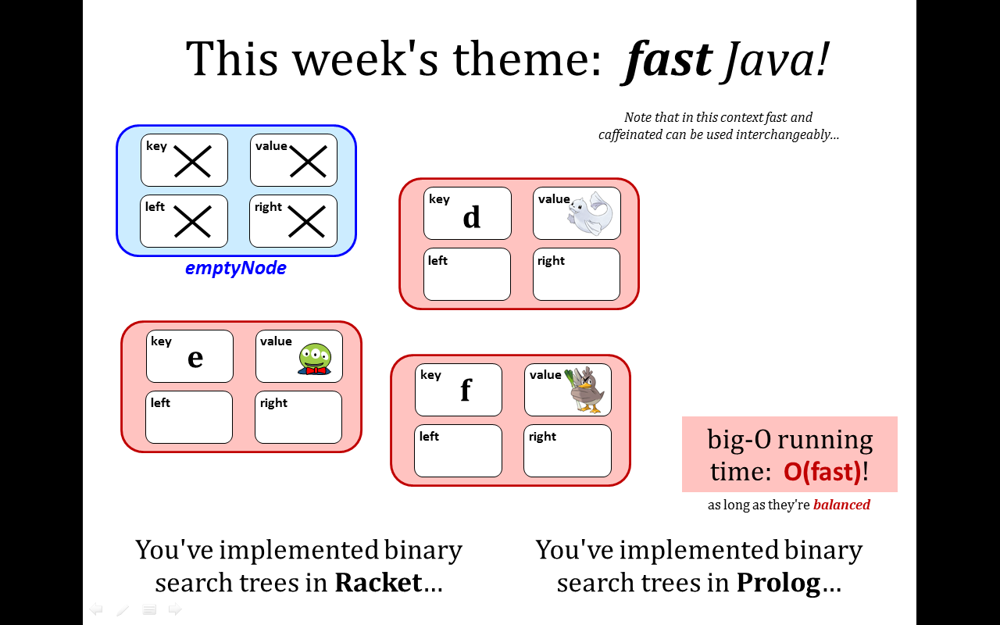 This week's theme: fast Java!
Note that in this context fast and
caffeinated can be used interchangeably...
key
value
left
right
emptyNode
key
d
value
left
right
key
e
value
left
right
key
f
value
left
right
big-O running
time: O(fast)!
as long as they're balanced
You've implemented binary
search trees in Racket...
You've implemented binary
search trees in Prolog...